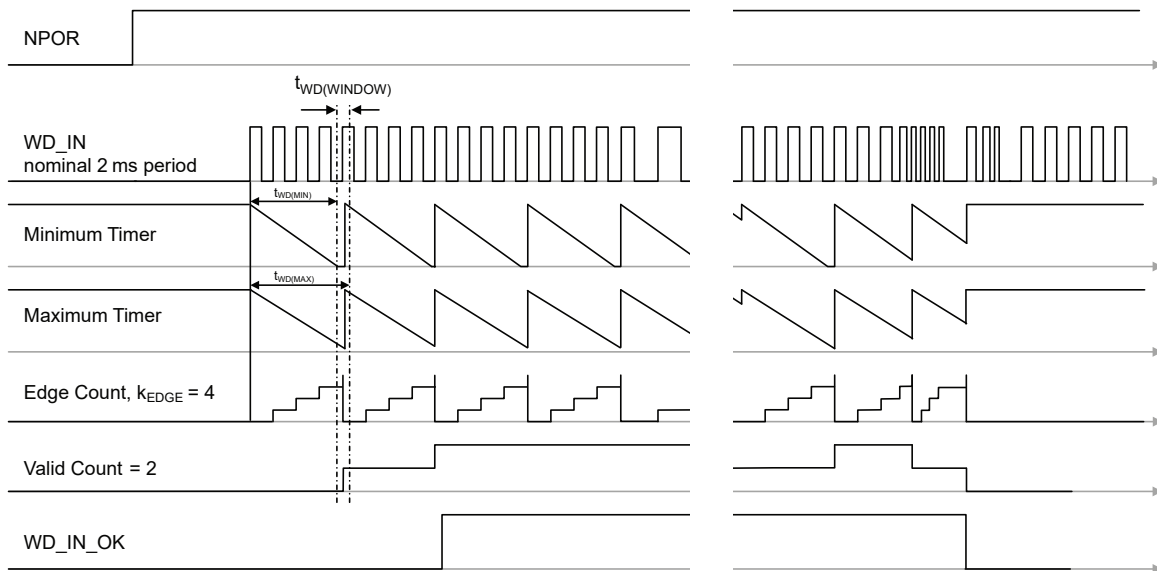 NPOR
tWD(WINDOW)
WD_IN
nominal 2 ms period
tWD(MIN)
Minimum Timer
tWD(MAX)
Maximum Timer
Edge Count, kEDGE = 4
Valid Count = 2
WD_IN_OK